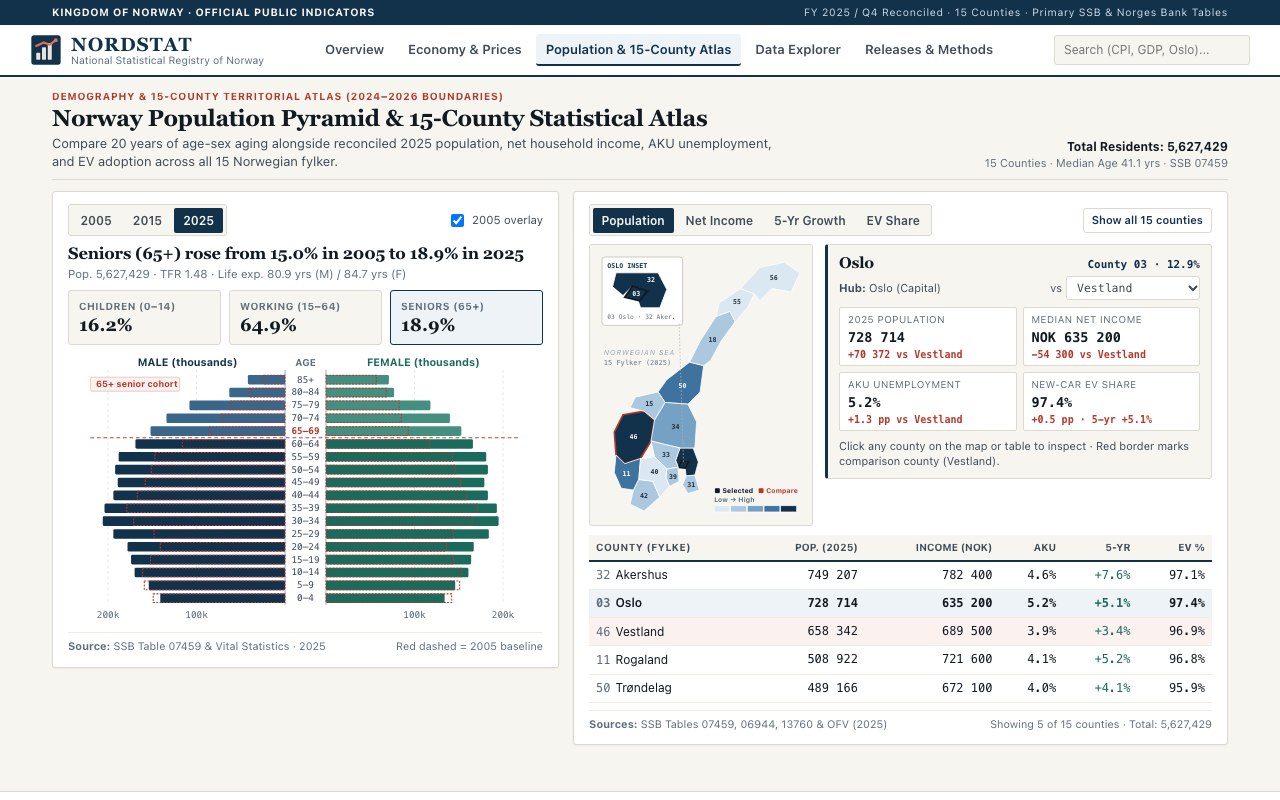 KINGDOM OF NORWAY · OFFICIAL PUBLIC INDICATORS
FY 2025 / Q4 Reconciled · 15 Counties · Primary SSB & Norges Bank Tables
NORDSTAT
National Statistical Registry of Norway
Overview
Economy & Prices
Population & 15-County Atlas
Data Explorer
Releases & Methods
Search (CPI, GDP, Oslo)...
DEMOGRAPHY & 15-COUNTY TERRITORIAL ATLAS (2024–2026 BOUNDARIES)
Norway Population Pyramid & 15-County Statistical Atlas
Compare 20 years of age-sex aging alongside reconciled 2025 population, net household income, AKU unemployment,
and EV adoption across all 15 Norwegian fylker.
Total Residents: 5,627,429
15 Counties · Median Age 41.1 yrs · SSB 07459
2005 2015 2025
2005 overlay
Seniors (65+) rose from 15.0% in 2005 to 18.9% in 2025
Pop. 5,627,429 · TFR 1.48 · Life exp. 80.9 yrs (M) / 84.7 yrs (F)
CHILDREN (0–14)
16.2%
WORKING (15–64)
64.9%
SENIORS (65+)
18.9%
MALE (thousands) AGE FEMALE (thousands)
65+ senior cohort
85+
80–84
75–79
70–74
65–69
60–64
55–59
50–54
45–49
40–44
35–39
30–34
25–29
20–24
15–19
10–14
5–9
0–4
200k 100k 100k 200k
Source: SSB Table 07459 & Vital Statistics · 2025
Red dashed = 2005 baseline
Population Net Income 5-Yr Growth EV Share
Show all 15 counties
OSLO INSET
32
03
03 Oslo · 32 Aker.
NORWEGIAN SEA
15 Fylker (2025)
56
55
18
50
15
34
46
33
11
40
39
31
42
Selected Compare
Low → High
Oslo
County 03 · 12.9%
Hub: Oslo (Capital)
vs Vestland
2025 POPULATION
728 714
+70 372 vs Vestland
MEDIAN NET INCOME
NOK 635 200
−54 300 vs Vestland
AKU UNEMPLOYMENT
5.2%
+1.3 pp vs Vestland
NEW-CAR EV SHARE
97.4%
+0.5 pp · 5-yr +5.1%
Click any county on the map or table to inspect · Red border marks
comparison county (Vestland).
COUNTY (FYLKE) POP. (2025) INCOME (NOK) AKU 5-YR EV %
32 Akershus 749 207 782 400 4.6% +7.6% 97.1%
03 Oslo 728 714 635 200 5.2% +5.1% 97.4%
46 Vestland 658 342 689 500 3.9% +3.4% 96.9%
11 Rogaland 508 922 721 600 4.1% +5.2% 96.8%
50 Trøndelag 489 166 672 100 4.0% +4.1% 95.9%
Sources: SSB Tables 07459, 06944, 13760 & OFV (2025)
Showing 5 of 15 counties · Total: 5,627,429